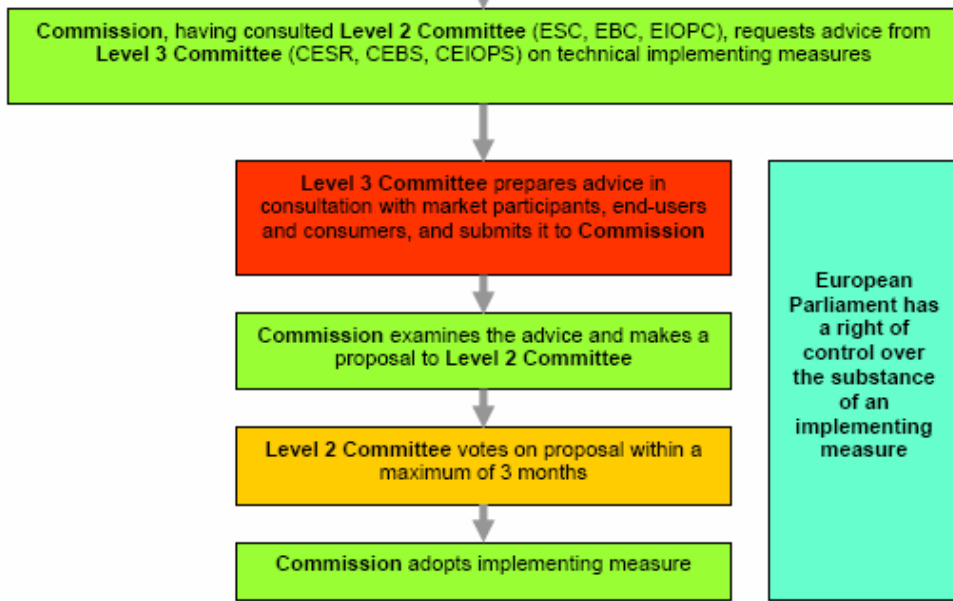 Commission, having consulted Level 2 Committee (ESC, EBC, EIOPC), requests advice from
Level 3 Committee (CESR, CEBS, CEIOPS) on technical implementing measures
Level 3 Committee prepares advice in
consultation with market participants, end-users
and consumers, and submits it to Commission
Commission examines the advice and makes a
proposal to Level 2 Committee
Level 2 Committee votes on proposal within a
maximum of 3 months
Commission adopts implementing measure
European
Parliament has
a right of
control over
the substance
of an
implementing
measure